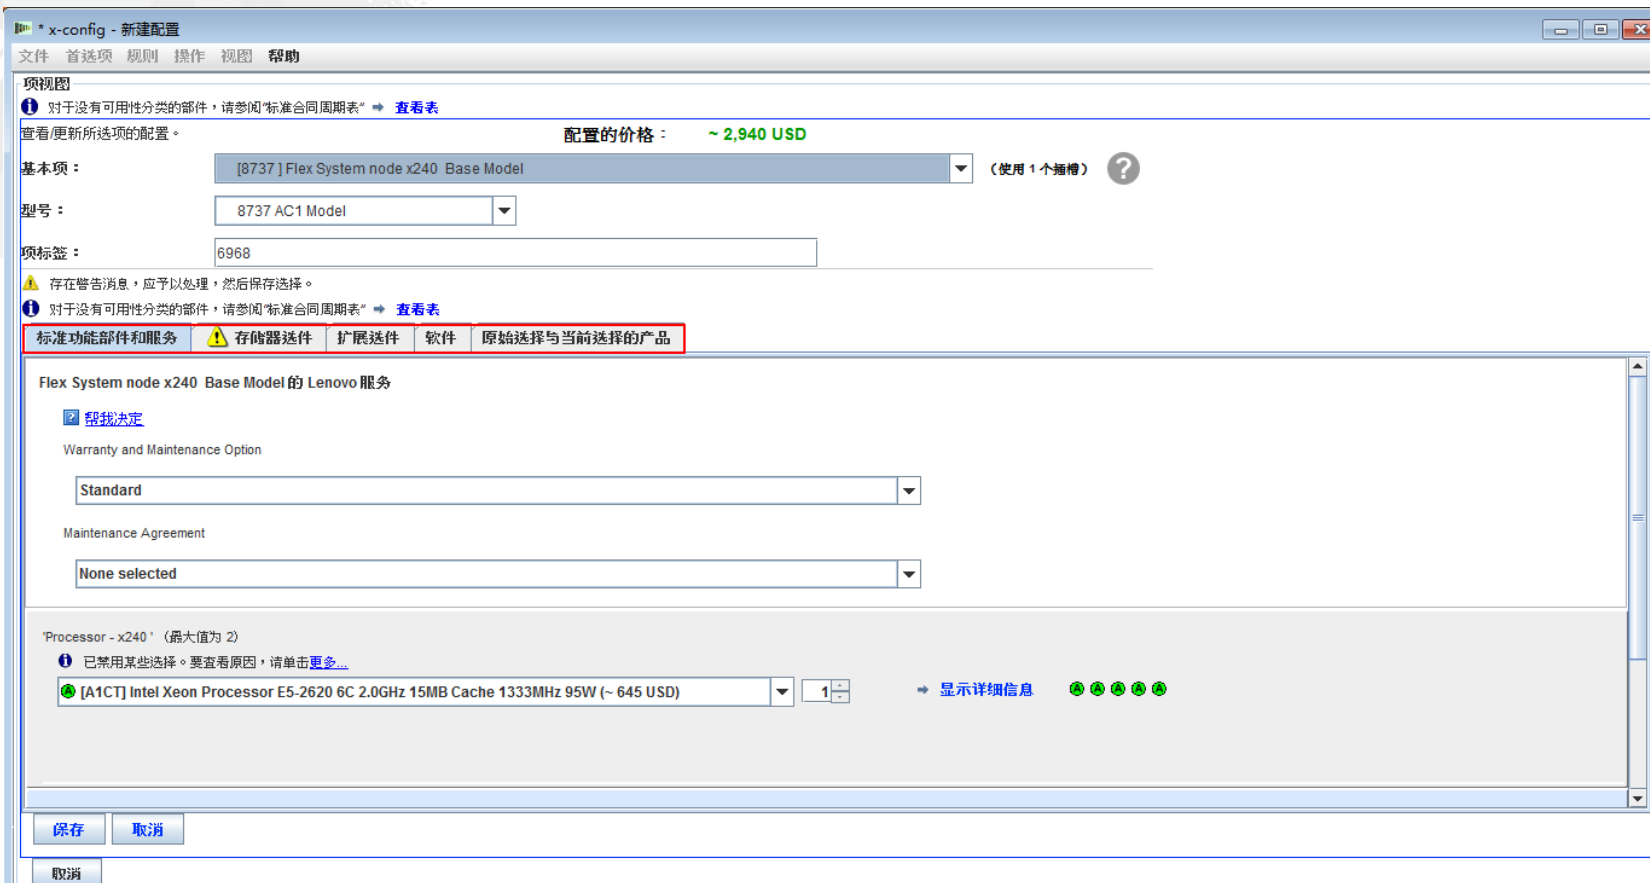 * x-config - 新建配置
文件 首选项 规则 操作 视图 帮助
项视图
对于没有可用性分类的部件，请参阅“标准合同周期表” 查看表
查看/更新所选项的配置。 配置的价格： ~ 2,940 USD
基本项： [8737 ] Flex System node x240 Base Model （使用 1 个插槽）
型号： 8737 AC1 Model
项标签： 6968
存在警告消息，应予以处理，然后保存选择。
对于没有可用性分类的部件，请参阅“标准合同周期表” 查看表
标准功能部件和服务 存储器选件 扩展选件 软件 原始选择与当前选择的产品
Flex System node x240 Base Model 的 Lenovo 服务
帮我决定
Warranty and Maintenance Option
Standard
Maintenance Agreement
None selected
'Processor - x240 ' （最大值为 2）
已禁用某些选择。要查看原因，请单击更多...
[A1CT] Intel Xeon Processor E5-2620 6C 2.0GHz 15MB Cache 1333MHz 95W (~ 645 USD) 1 显示详细信息 A A A A A
保存 取消
取消